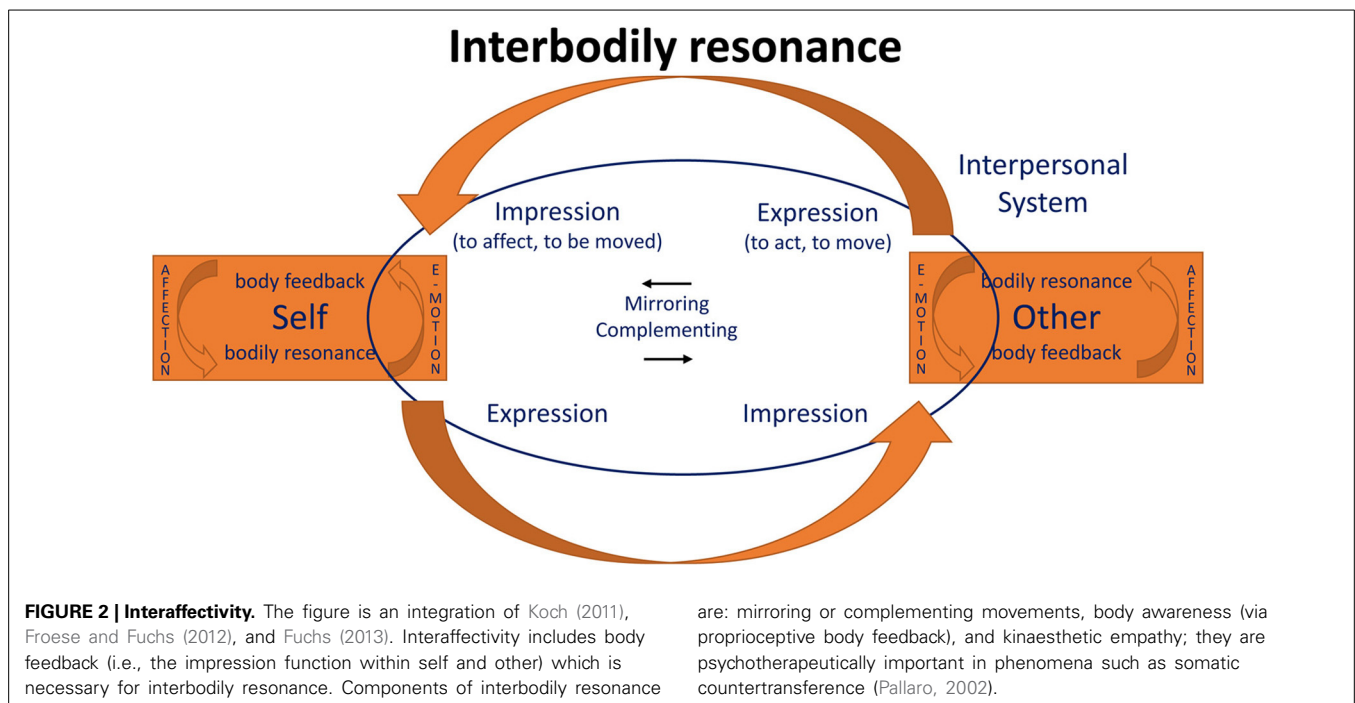 Interbodily resonance
Interpersonal
System
Impression
(to affect, to be moved)
Expression
(to act, to move)
AFFECTION
body feedback
Self
bodily resonance
E-MOTION
Mirroring
Complementing
E-MOTION
bodily resonance
Other
body feedback
AFFECTION
Expression
Impression
FIGURE 2 | Interaffectivity. The figure is an integration of Koch (2011),
Froese and Fuchs (2012), and Fuchs (2013). Interaffectivity includes body
feedback (i.e., the impression function within self and other) which is
necessary for interbodily resonance. Components of interbodily resonance
are: mirroring or complementing movements, body awareness (via
proprioceptive body feedback), and kinaesthetic empathy; they are
psychotherapeutically important in phenomena such as somatic
countertransference (Pallaro, 2002).